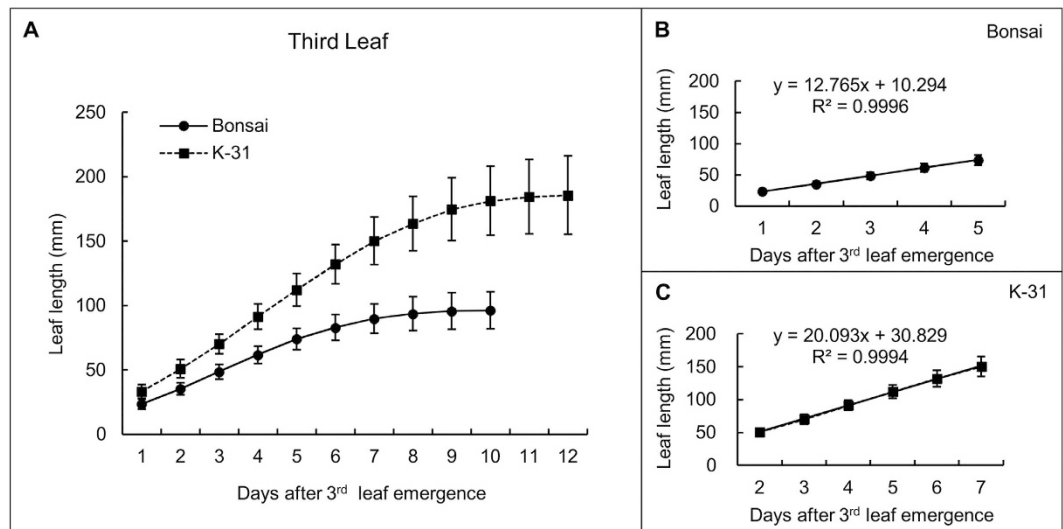 A
Third Leaf
250
200
150
100
50
0
Leaf length (mm)
Bonsai
K-31
1 2 3 4 5 6 7 8 9 10 11 12
Days after 3rd leaf emergence
B
Bonsai
y = 12.765x + 10.294
R² = 0.9996
200
150
100
50
0
Leaf length (mm)
1 2 3 4 5
Days after 3rd leaf emergence
C
K-31
y = 20.093x + 30.829
R² = 0.9994
200
150
100
50
0
Leaf length (mm)
2 3 4 5 6 7
Days after 3rd leaf emergence